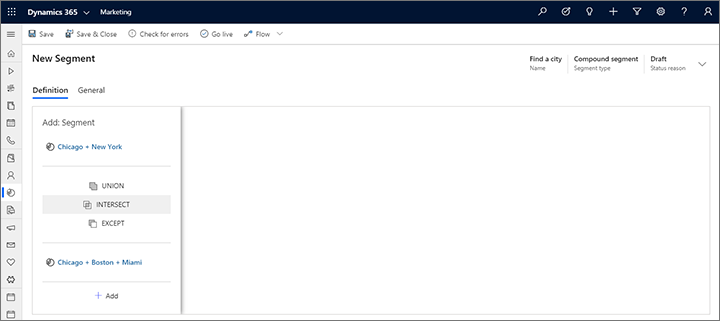 Dynamics 365 Marketing
Save Save & Close Check for errors Go live Flow
New Segment
Find a city Compound segment Draft
Name Segment type Status reason
Definition General
Add: Segment
Chicago + New York
UNION
INTERSECT
EXCEPT
Chicago + Boston + Miami
+ Add